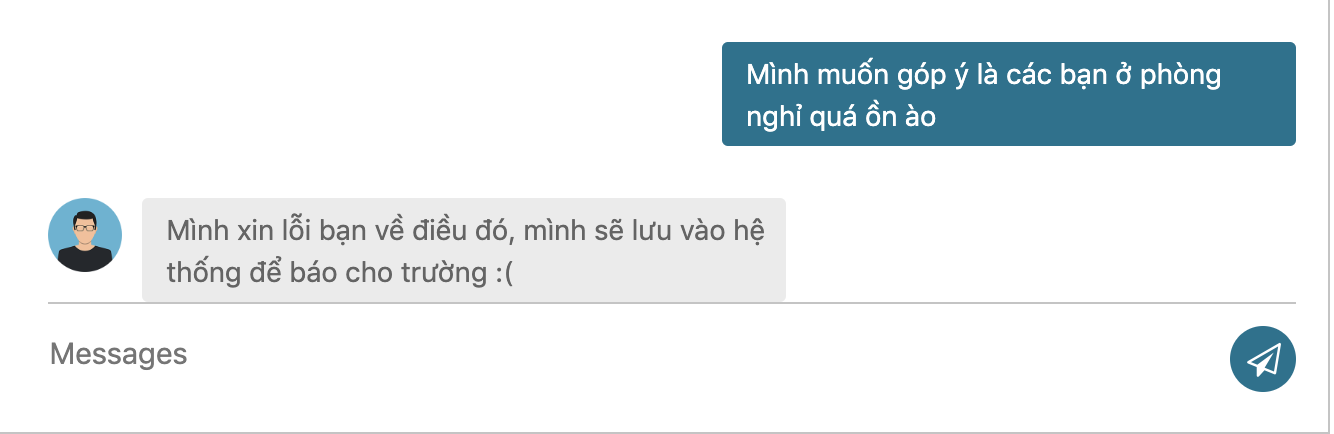 Mình muốn góp ý là các bạn ở phòng
nghỉ quá ồn ào
Mình xin lỗi bạn về điều đó, mình sẽ lưu vào hệ
thống để báo cho trường :(
Messages